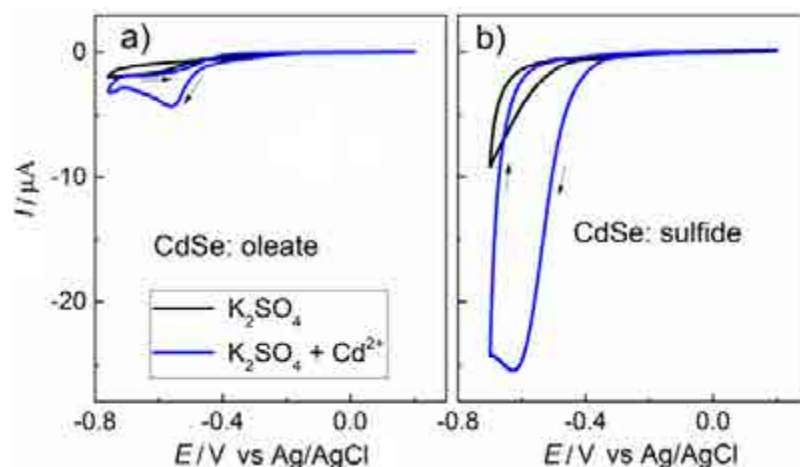 a)
b)
0
-10
-20
I / μA
CdSe: oleate
CdSe: sulfide
K₂SO₄
K₂SO₄ + Cd²⁺
-0.8 -0.4 0.0 -0.8 -0.4 0.0
E / V vs Ag/AgCl E / V vs Ag/AgCl